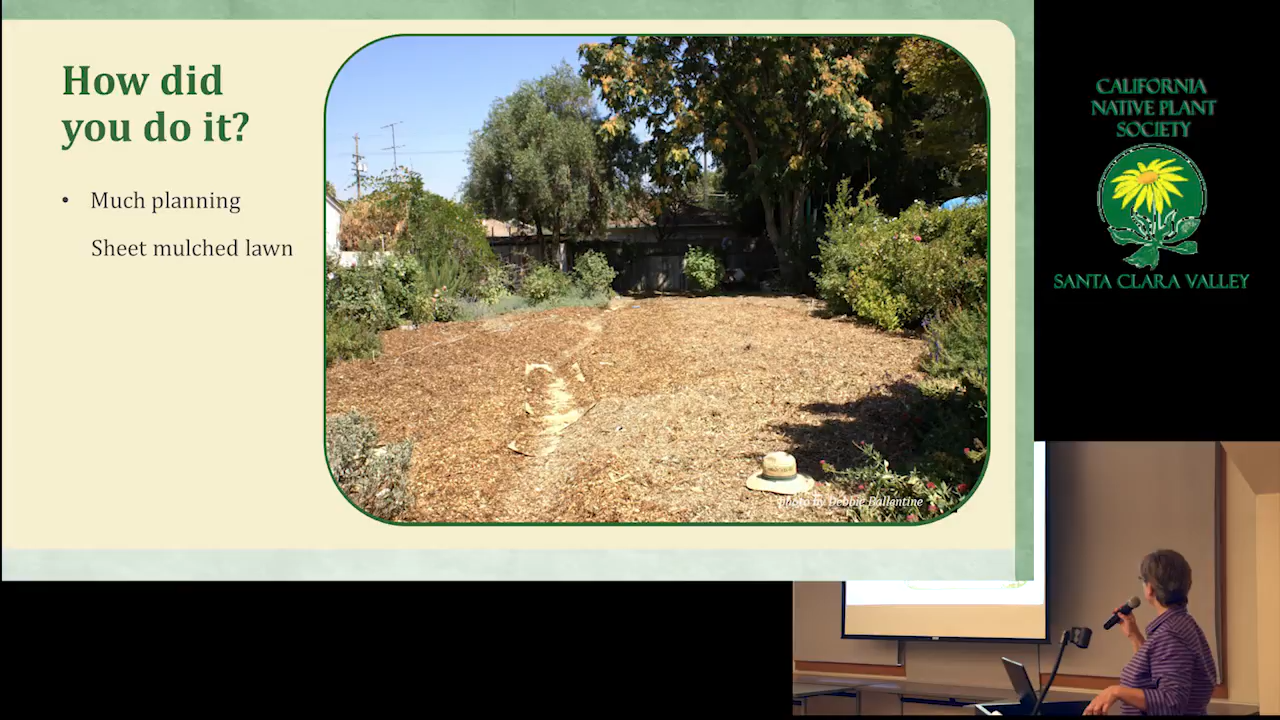 How did
you do it?
• Much planning
Sheet mulched lawn
Photo by Debbie Ballantine
CALIFORNIA
NATIVE PLANT
SOCIETY
SANTA CLARA VALLEY